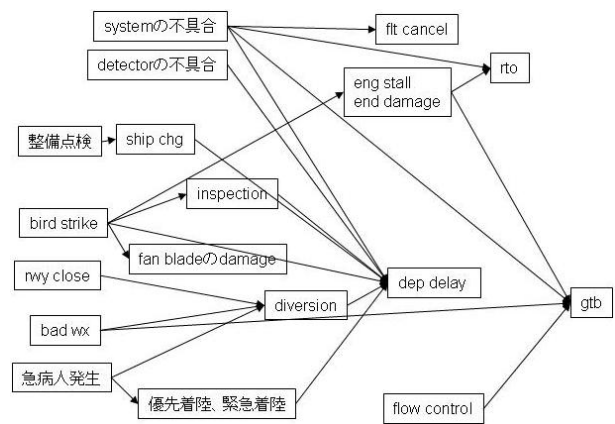 systemの不具合
flt cancel
detectorの不具合
rto
eng stall
end damage
整備点検
ship chg
inspection
bird strike
fan bladeのdamage
rwy close
dep delay
diversion
gtb
bad wx
急病人発生
優先着陸、緊急着陸
flow control